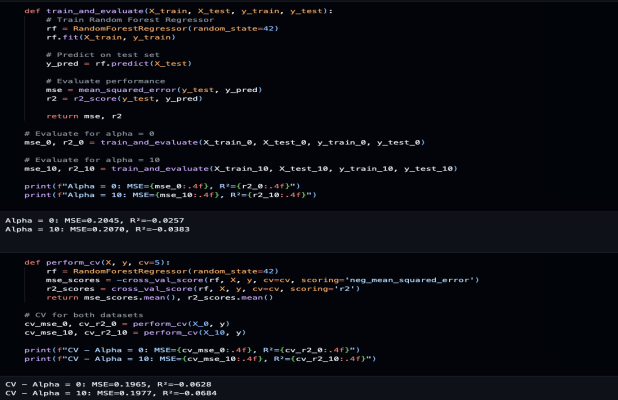 def train_and_evaluate(X_train, X_test, y_train, y_test):
# Train Random Forest Regressor
rf = RandomForestRegressor(random_state=42)
rf.fit(X_train, y_train)
# Predict on test set
y_pred = rf.predict(X_test)
# Evaluate performance
mse = mean_squared_error(y_test, y_pred)
r2 = r2_score(y_test, y_pred)
return mse, r2
# Evaluate for alpha = 0
mse_0, r2_0 = train_and_evaluate(X_train_0, X_test_0, y_train_0, y_test_0)
# Evaluate for alpha = 10
mse_10, r2_10 = train_and_evaluate(X_train_10, X_test_10, y_train_10, y_test_10)
print(f"Alpha = 0: MSE={mse_0:.4f}, R²={r2_0:.4f}")
print(f"Alpha = 10: MSE={mse_10:.4f}, R²={r2_10:.4f}")
Alpha = 0: MSE=0.2045, R²=-0.0257
Alpha = 10: MSE=0.2070, R²=-0.0383
def perform_cv(X, y, cv=5):
rf = RandomForestRegressor(random_state=42)
mse_scores = -cross_val_score(rf, X, y, cv=cv, scoring='neg_mean_squared_error')
r2_scores = cross_val_score(rf, X, y, cv=cv, scoring='r2')
return mse_scores.mean(), r2_scores.mean()
# CV for both datasets
cv_mse_0, cv_r2_0 = perform_cv(X_0, y)
cv_mse_10, cv_r2_10 = perform_cv(X_10, y)
print(f"CV - Alpha = 0: MSE={cv_mse_0:.4f}, R²={cv_r2_0:.4f}")
print(f"CV - Alpha = 10: MSE={cv_mse_10:.4f}, R²={cv_r2_10:.4f}")
CV - Alpha = 0: MSE=0.1965, R²=-0.0628
CV - Alpha = 10: MSE=0.1977, R²=-0.0684